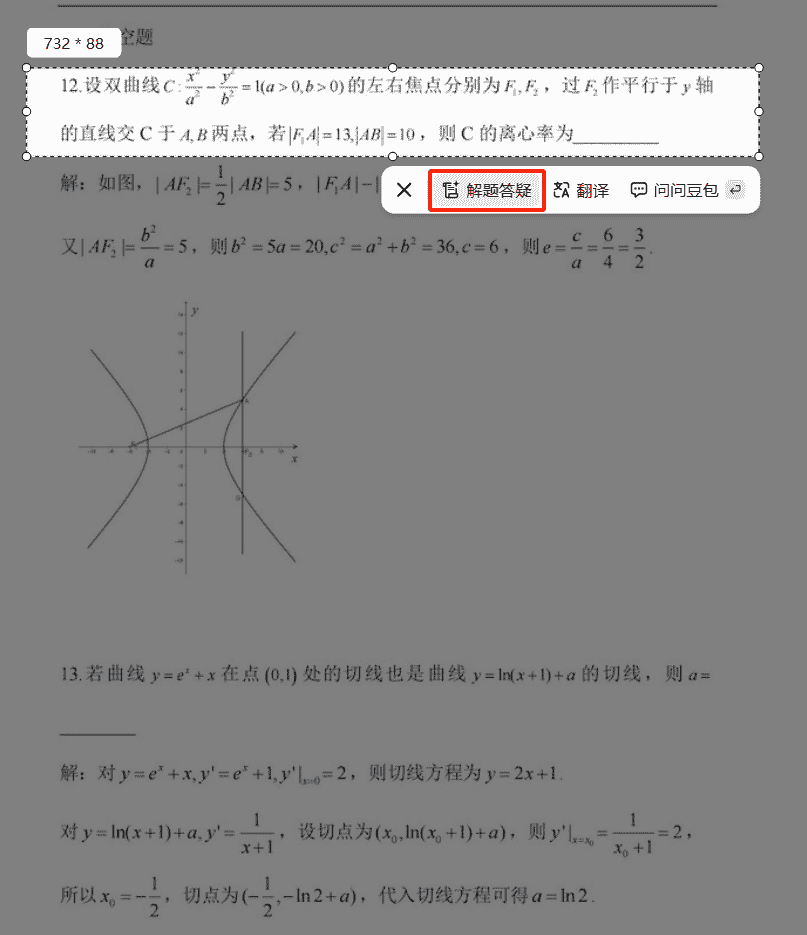 空题
732 * 88
12.设双曲线C:x²/a²-y²/b²=1(a>0,b>0)的左右焦点分别为F₁,F₂，过F₂作平行于y轴
的直线交C于A,B两点，若|F₁A|=13,|AB|=10，则C的离心率为________
解：如图，|AF₂|=1/2|AB|=5，|F₁A|-|
解题答疑 翻译 问问豆包
又|AF₂|=b²/a=5，则b²=5a=20,c²=a²+b²=36,c=6，则e=c/a=6/4=3/2.
y
x
13.若曲线y=eˣ+x在点(0,1)处的切线也是曲线y=ln(x+1)+a的切线，则a=
________
解：对y=eˣ+x,y'=eˣ+1,y'|ₓ₌₀=2，则切线方程为y=2x+1.
对y=ln(x+1)+a,y'=1/(x+1)，设切点为(x₀,ln(x₀+1)+a)，则y'|ₓ₌ₓ₀=1/(x₀+1)=2，
所以x₀=-1/2，切点为(-1/2,-ln2+a)，代入切线方程可得a=ln2.